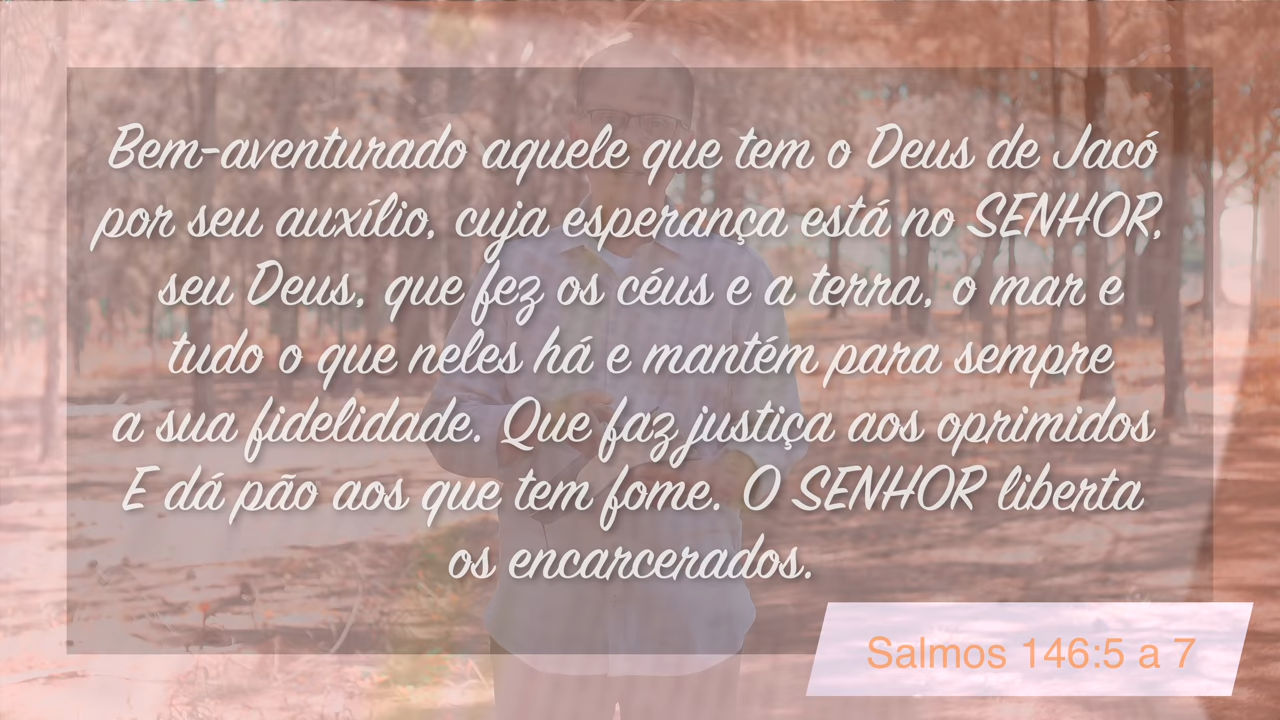 Bem-aventurado aquele que tem o Deus de Jacó
por seu auxílio, cuja esperança está no SENHOR,
seu Deus, que fez os céus e a terra, o mar e
tudo o que neles há e mantém para sempre
a sua fidelidade. Que faz justiça aos oprimidos
E dá pão aos que tem fome. O SENHOR liberta
os encarcerados.
Salmos 146:5 a 7